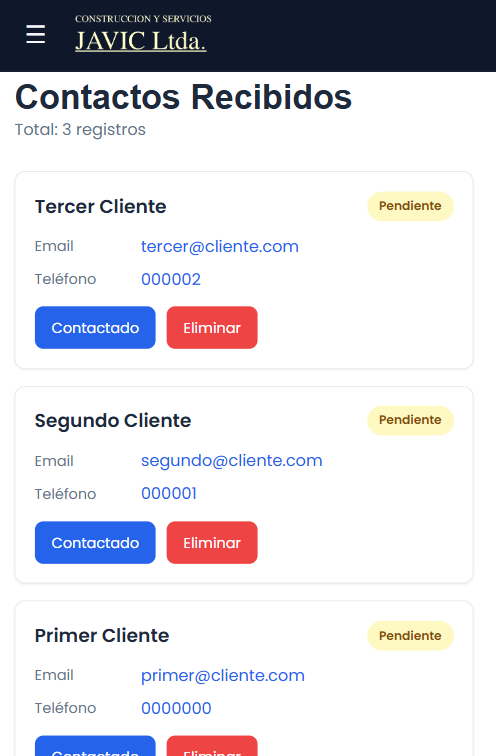 CONSTRUCCION Y SERVICIOS
JAVIC Ltda.
Contactos Recibidos
Total: 3 registros
Tercer Cliente
Pendiente
Email tercer@cliente.com
Teléfono 000002
Contactado Eliminar
Segundo Cliente
Pendiente
Email segundo@cliente.com
Teléfono 000001
Contactado Eliminar
Primer Cliente
Pendiente
Email primer@cliente.com
Teléfono 0000000
Contactado Eliminar